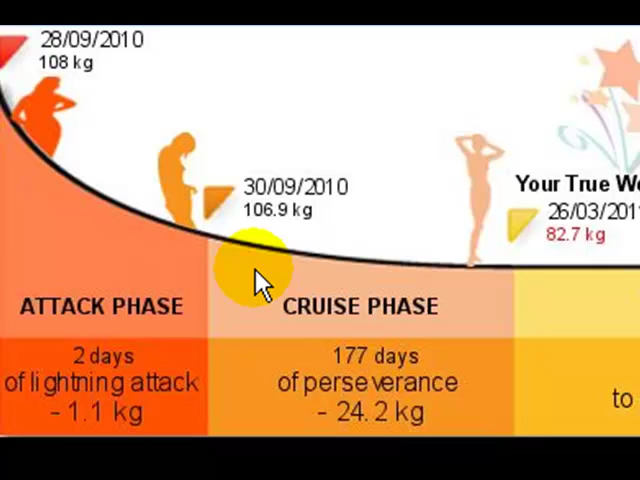 28/09/2010
108 kg
30/09/2010
106.9 kg
Your True
26/03/201
82.7 kg
ATTACK PHASE
CRUISE PHASE
2 days
of lightning attack
- 1.1 kg
177 days
of perseverance
- 24.2 kg
to